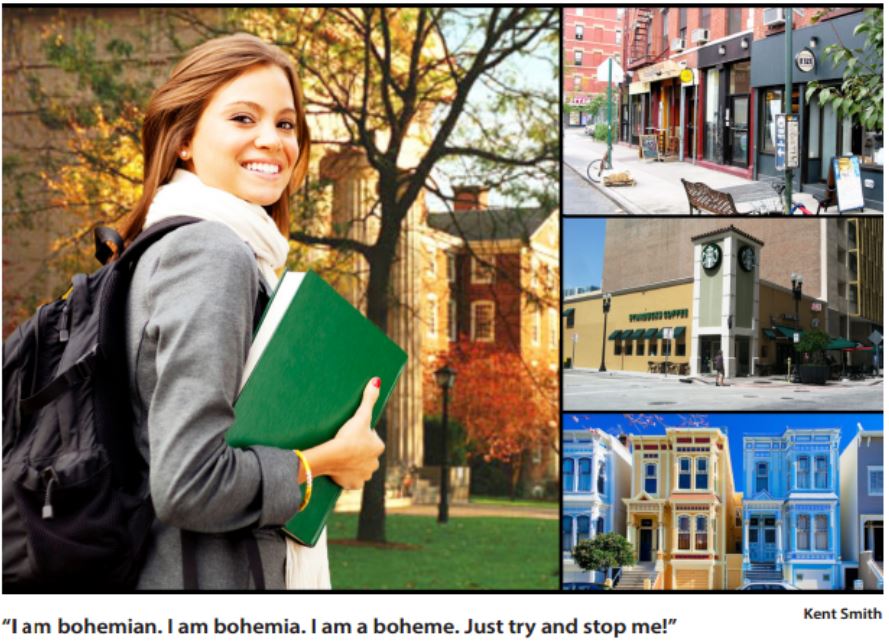 STARBUCKS COFFEE
Kent Smith
“I am bohemian. I am bohemia. I am a boheme. Just try and stop me!”